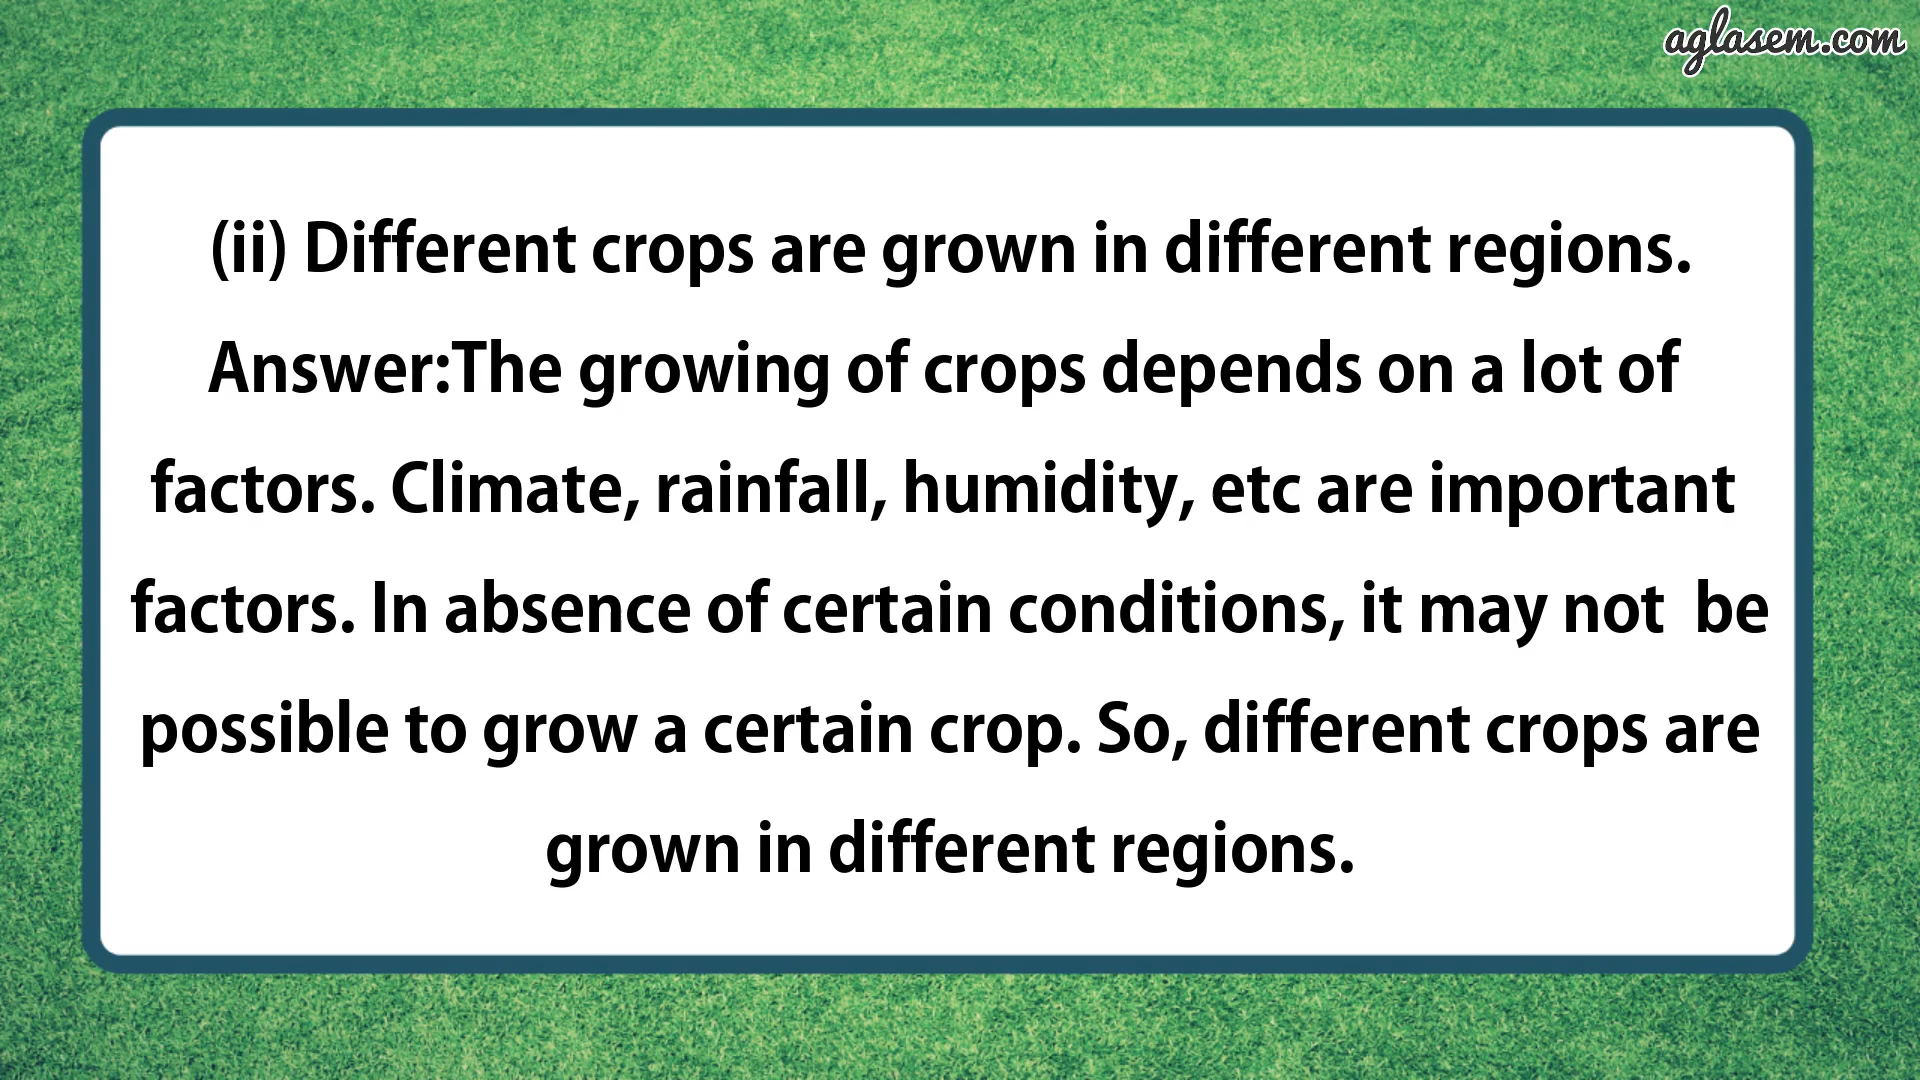 aglasem.com
(ii) Different crops are grown in different regions.
Answer:The growing of crops depends on a lot of
factors. Climate, rainfall, humidity, etc are important
factors. In absence of certain conditions, it may not  be
possible to grow a certain crop. So, different crops are
grown in different regions.